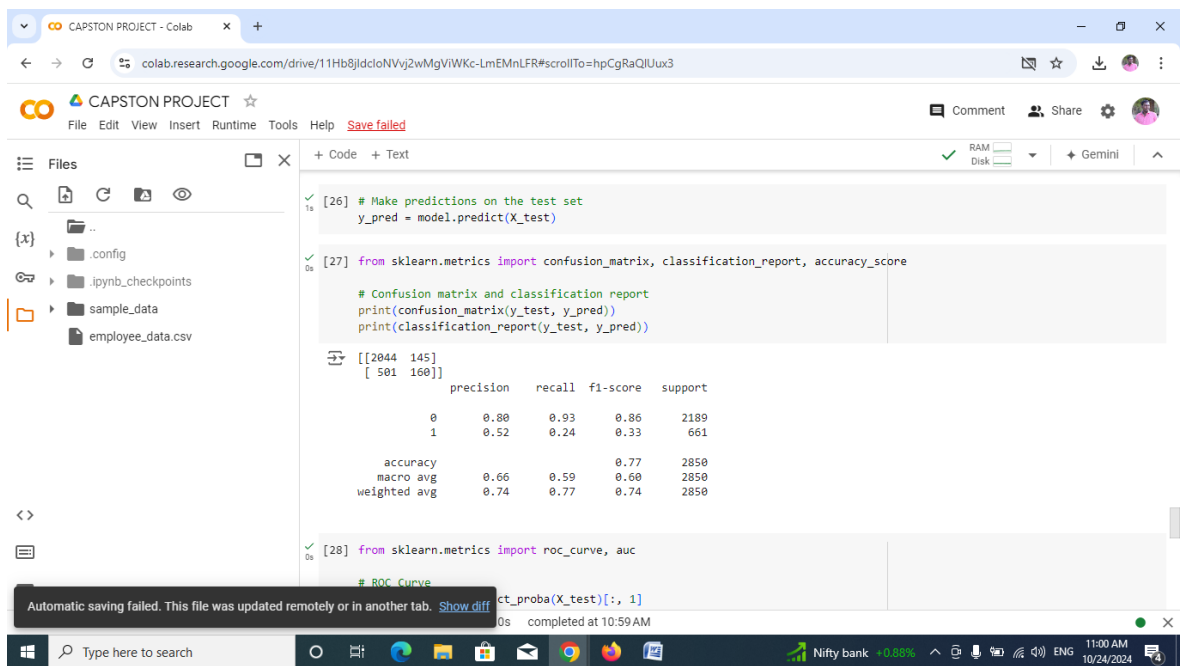 CAPSTON PROJECT - Colab
colab.research.google.com/drive/11Hb8jIdcIoNVvj2wMgViWKc-LmEMnLFR#scrollTo=hpCgRaQIUux3
CAPSTON PROJECT
Comment Share
File Edit View Insert Runtime Tools Help Save failed
Files
+ Code + Text
RAM
Disk
Gemini
..
.config
.ipynb_checkpoints
sample_data
employee_data.csv
{x}
<>
1s [26] # Make predictions on the test set
y_pred = model.predict(X_test)
0s [27] from sklearn.metrics import confusion_matrix, classification_report, accuracy_score
# Confusion matrix and classification report
print(confusion_matrix(y_test, y_pred))
print(classification_report(y_test, y_pred))
[[2044 145]
[ 501 160]]
precision recall f1-score support
0 0.80 0.93 0.86 2189
1 0.52 0.24 0.33 661
accuracy 0.77 2850
macro avg 0.66 0.59 0.60 2850
weighted avg 0.74 0.77 0.74 2850
0s [28] from sklearn.metrics import roc_curve, auc
# ROC Curve
ct_proba(X_test)[:, 1]
Automatic saving failed. This file was updated remotely or in another tab. Show diff
0s completed at 10:59 AM
Type here to search
Nifty bank +0.88%
ENG
11:00 AM
10/24/2024
4